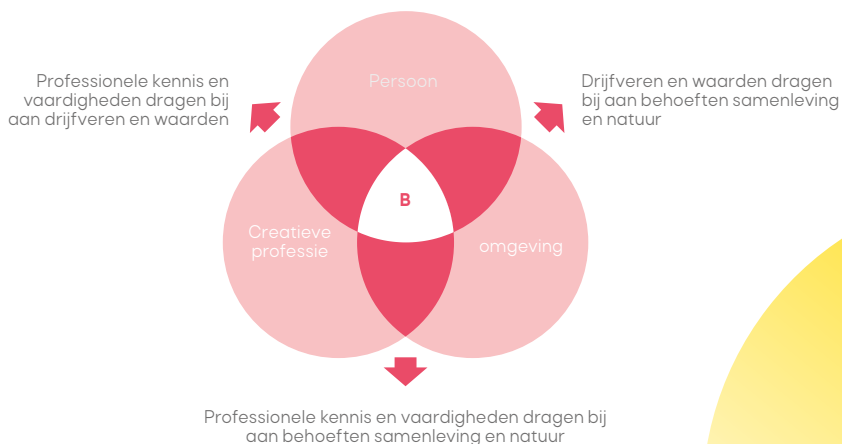 Persoon
Professionele kennis en
vaardigheden dragen bij
aan drijfveren en waarden
Drijfveren en waarden dragen
bij aan behoeften samenleving
en natuur
B
Creatieve
professie
omgeving
Professionele kennis en vaardigheden dragen bij
aan behoeften samenleving en natuur